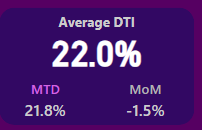 Average DTI
22.0%
MTD MoM
21.8% -1.5%